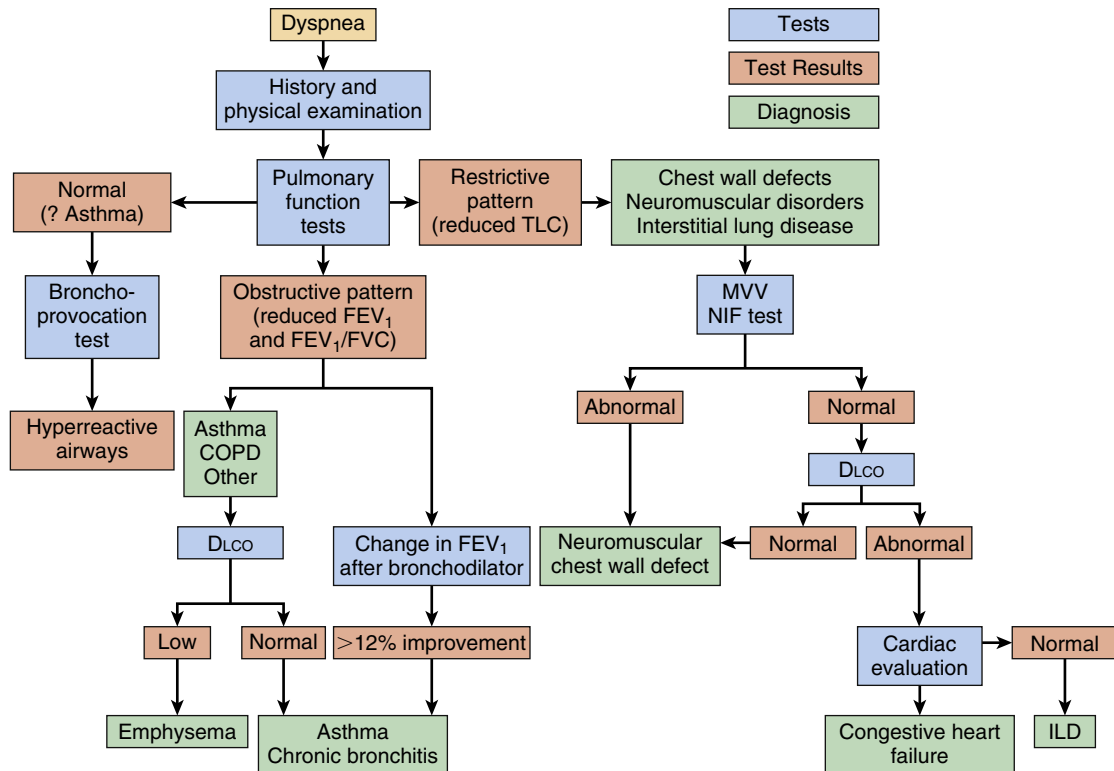 Dyspnea
Tests
Test Results
Diagnosis
History and
physical examination
Normal
(? Asthma)
Pulmonary
function
tests
Restrictive
pattern
(reduced TLC)
Chest wall defects
Neuromuscular disorders
Interstitial lung disease
Broncho-
provocation
test
Obstructive pattern
(reduced FEV₁
and FEV₁/FVC)
MVV
NIF test
Hyperreactive
airways
Asthma
COPD
Other
Abnormal
Normal
DLCO
DLCO
Change in FEV₁
after bronchodilator
Neuromuscular
chest wall defect
Normal
Abnormal
Low
Normal
>12% improvement
Cardiac
evaluation
Normal
Emphysema
Asthma
Chronic bronchitis
Congestive heart
failure
ILD